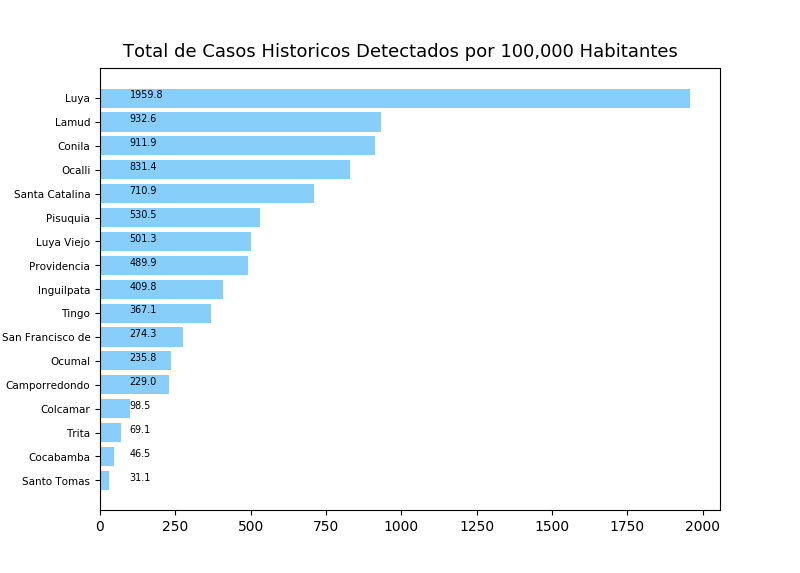 Total de Casos Historicos Detectados por 100,000 Habitantes
Luya 1959.8
Lamud 932.6
Conila 911.9
Ocalli 831.4
Santa Catalina 710.9
Pisuquia 530.5
Luya Viejo 501.3
Providencia 489.9
Inguilpata 409.8
Tingo 367.1
San Francisco de 274.3
Ocumal 235.8
Camporredondo 229.0
Colcamar 98.5
Trita 69.1
Cocabamba 46.5
Santo Tomas 31.1
0 250 500 750 1000 1250 1500 1750 2000